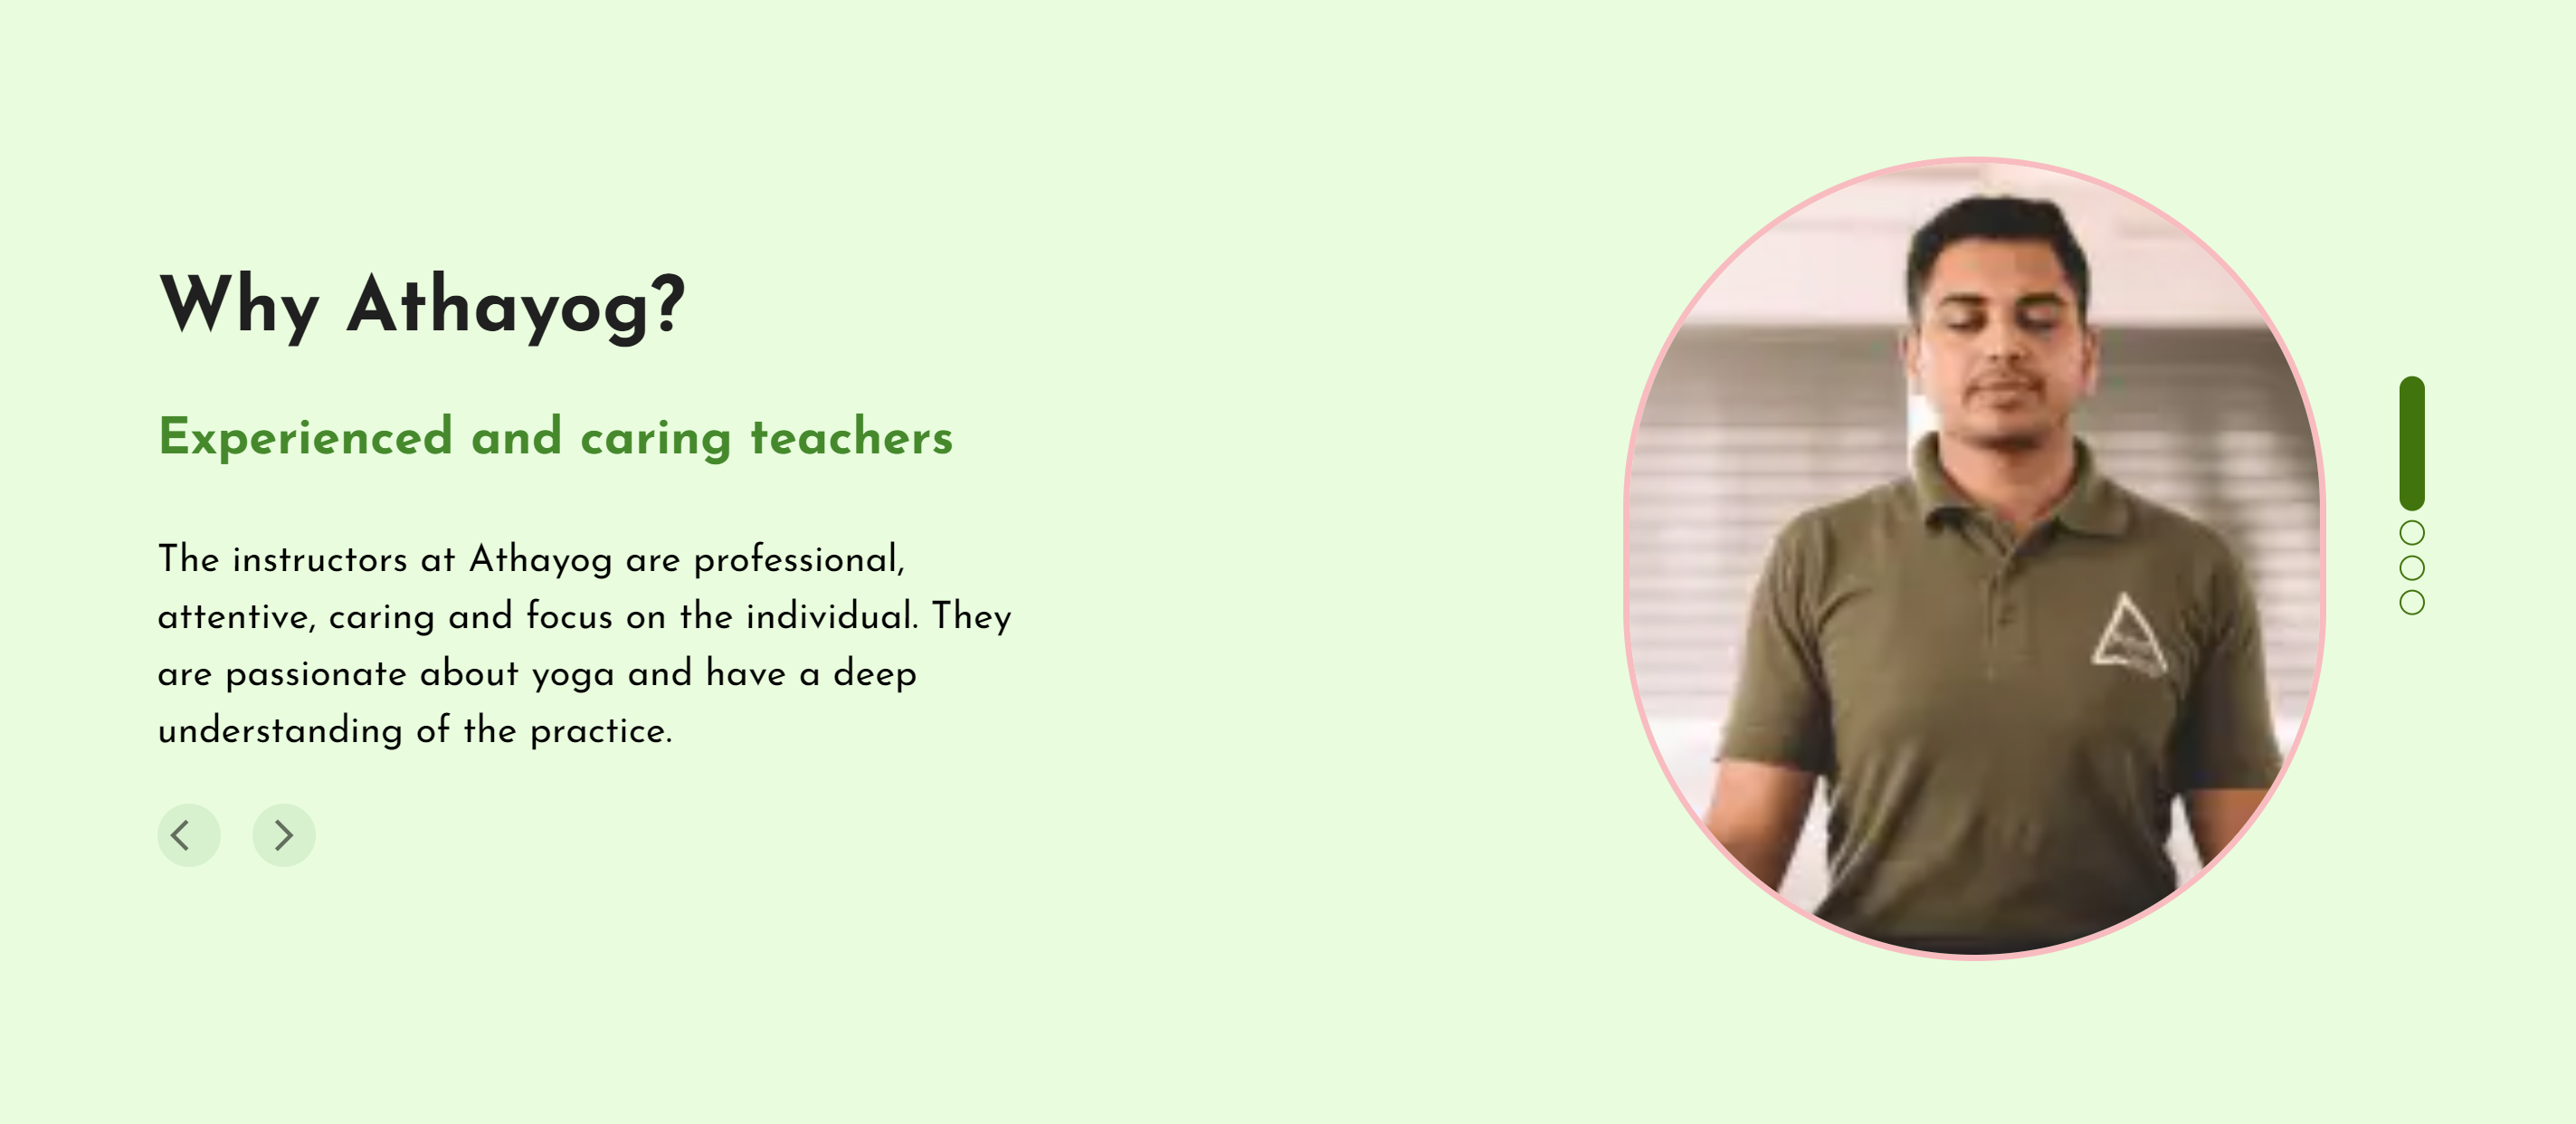 Why Athayog?
Experienced and caring teachers
The instructors at Athayog are professional,
attentive, caring and focus on the individual. They
are passionate about yoga and have a deep
understanding of the practice.